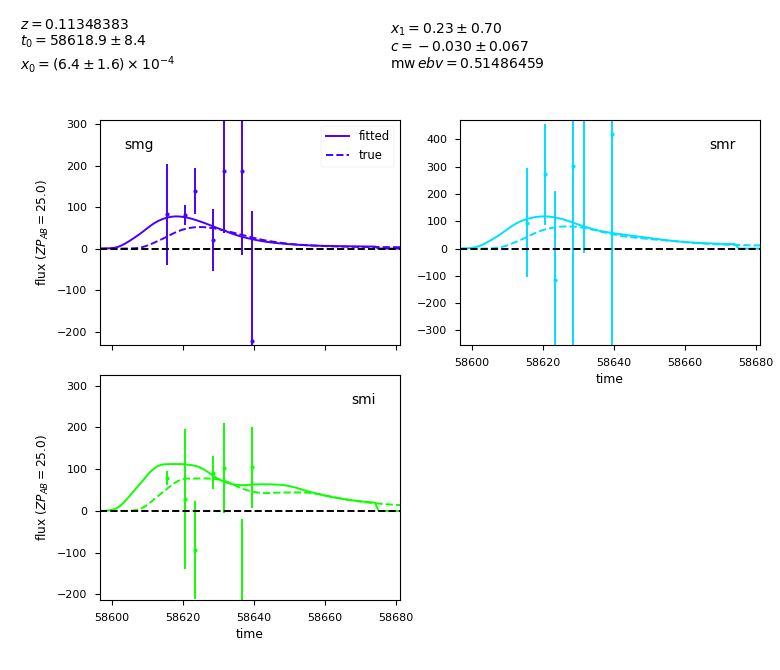 z = 0.11348383
t₀ = 58618.9 ± 8.4
x₀ = (6.4 ± 1.6) × 10⁻⁴
x₁ = 0.23 ± 0.70
c = −0.030 ± 0.067
mw ebv = 0.51486459
smg
fitted
true
300
200
100
0
−100
−200
flux (ZP_AB = 25.0)
smr
400
300
200
100
0
−100
−200
−300
58600 58620 58640 58660 58680
time
smi
300
200
100
0
−100
−200
flux (ZP_AB = 25.0)
58600 58620 58640 58660 58680
time